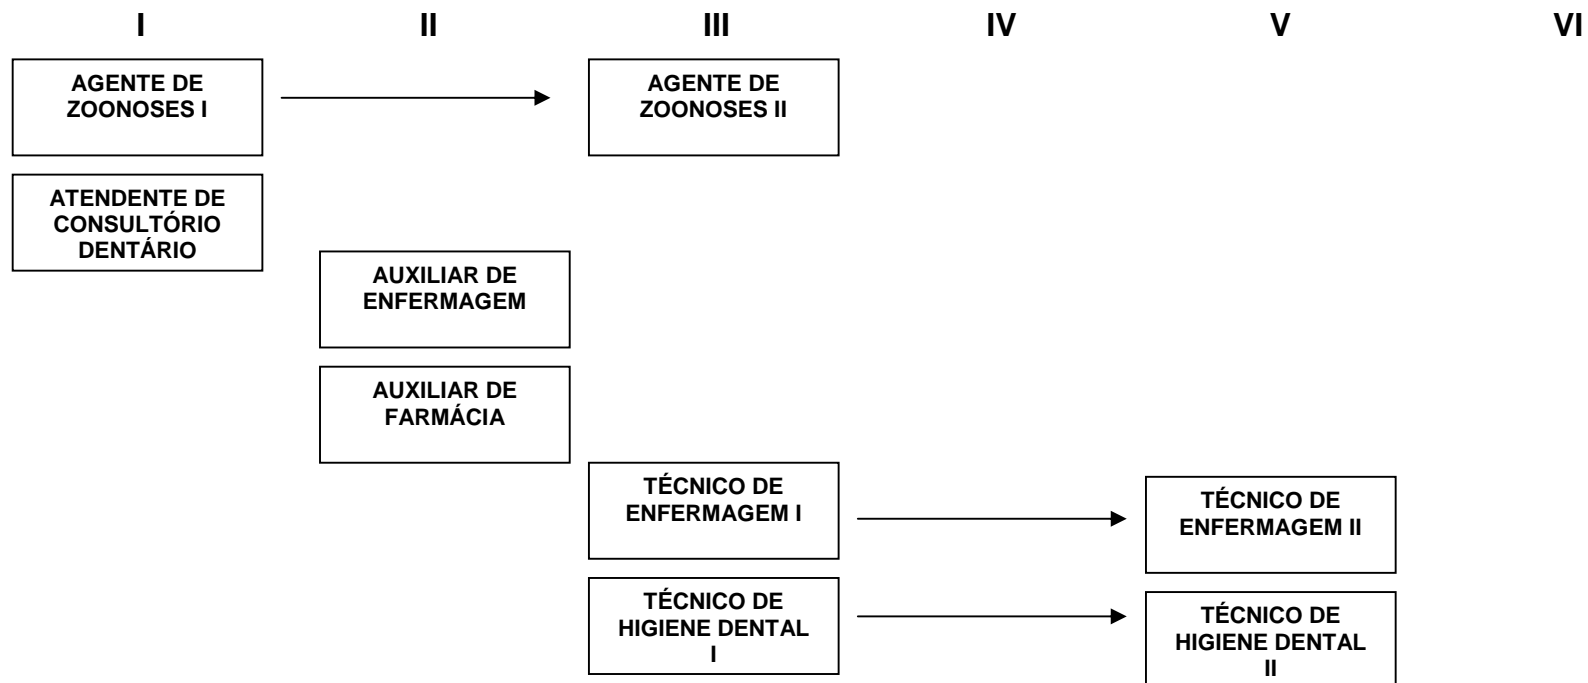 I II III IV V VI
AGENTE DE
ZOONOSES I
AGENTE DE
ZOONOSES II
ATENDENTE DE
CONSULTÓRIO
DENTÁRIO
AUXILIAR DE
ENFERMAGEM
AUXILIAR DE
FARMÁCIA
TÉCNICO DE
ENFERMAGEM I
TÉCNICO DE
ENFERMAGEM II
TÉCNICO DE
HIGIENE DENTAL
I
TÉCNICO DE
HIGIENE DENTAL
II